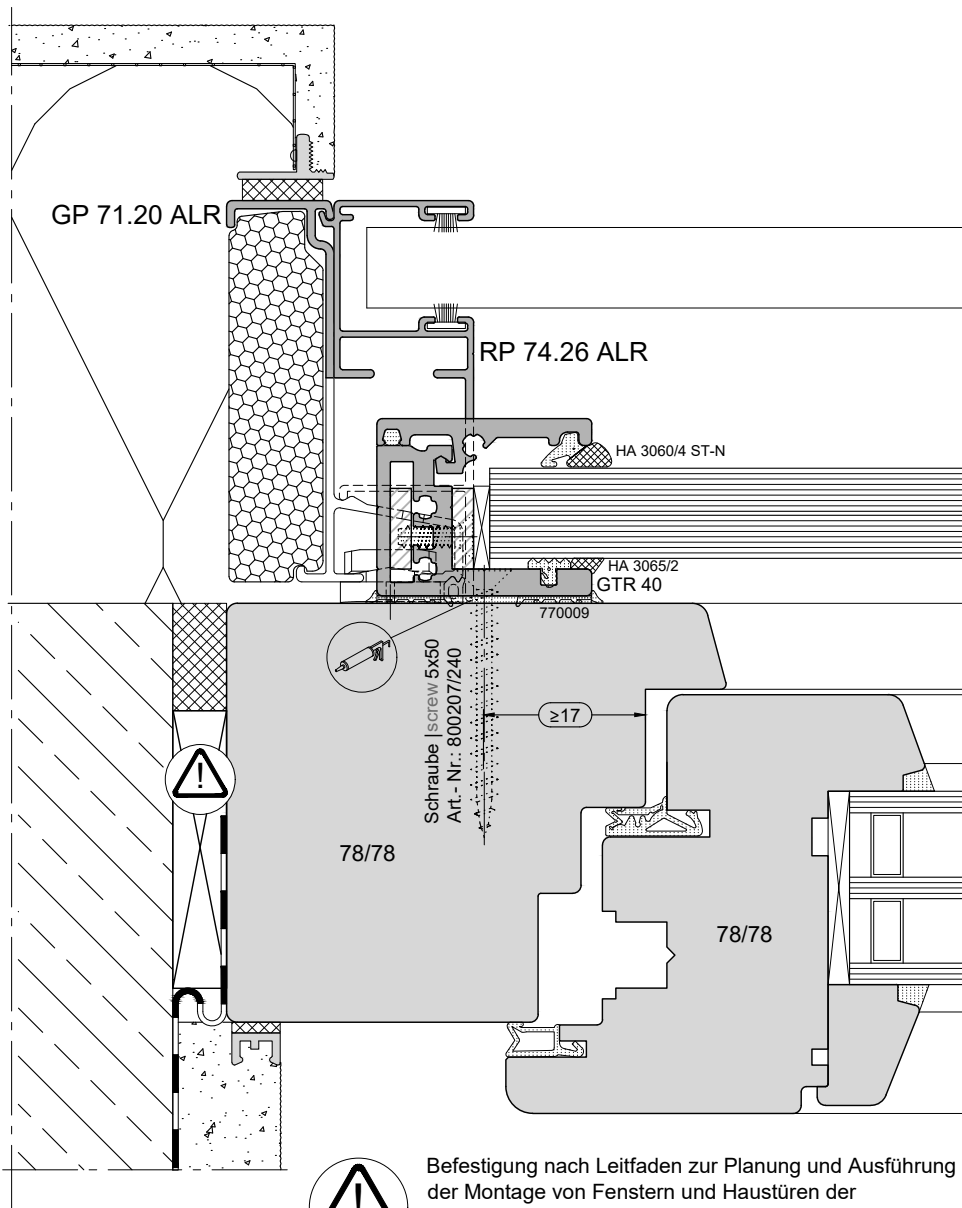 GP 71.20 ALR
RP 74.26 ALR
HA 3060/4 ST-N
HA 3065/2
GTR 40
770009
Schraube | screw 5x50
Art.- Nr.: 800207/240
≥17
78/78
78/78
Befestigung nach Leitfaden zur Planung und Ausführung
der Montage von Fenstern und Haustüren der